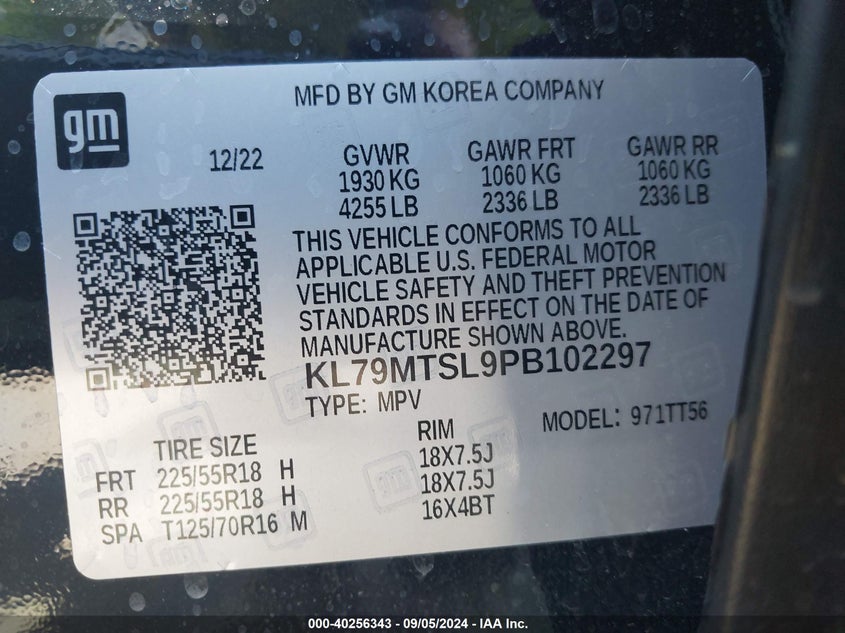 MFD BY GM KOREA COMPANY
gm
12/22
GVWR GAWR FRT GAWR RR
1930 KG 1060 KG 1060 KG
4255 LB 2336 LB 2336 LB
THIS VEHICLE CONFORMS TO ALL
APPLICABLE U.S. FEDERAL MOTOR
VEHICLE SAFETY AND THEFT PREVENTION
STANDARDS IN EFFECT ON THE DATE OF
MANUFACTURE SHOWN ABOVE.
KL79MTSL9PB102297
TYPE: MPV
MODEL: 971TT56
TIRE SIZE RIM
FRT 225/55R18 H 18X7.5J
RR 225/55R18 H 18X7.5J
SPA T125/70R16 M 16X4BT
000-40256343 - 09/05/2024 - IAA Inc.